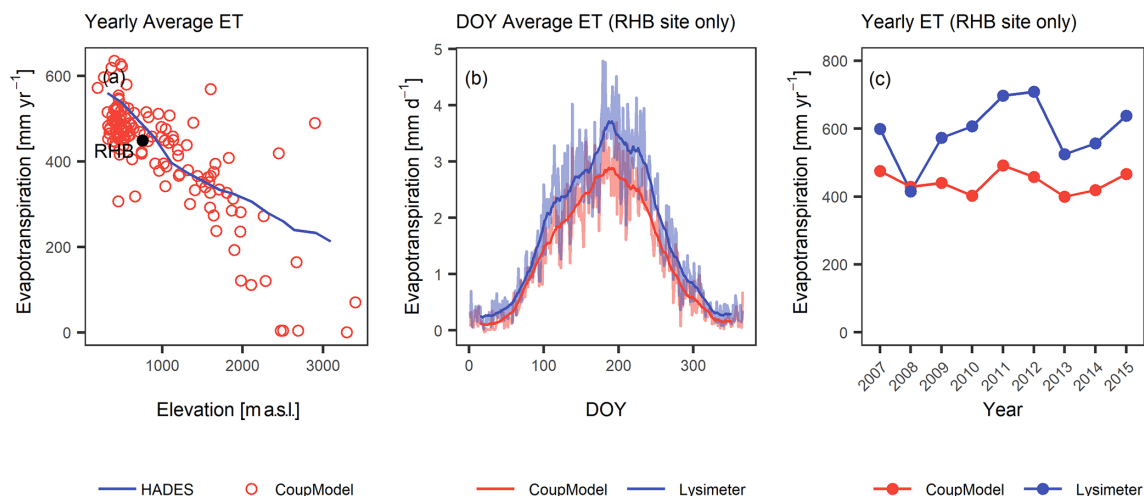 Yearly Average ET
DOY Average ET (RHB site only)
Yearly ET (RHB site only)
Evapotranspiration [mm yr⁻¹]
600
400
200
0
(a)
RHB
1000
2000
3000
Elevation [m a.s.l.]
Evapotranspiration [mm d⁻¹]
5
4
3
2
1
0
(b)
0
100
200
300
DOY
Evapotranspiration [mm yr⁻¹]
800
600
400
200
0
(c)
2007
2008
2009
2010
2011
2012
2013
2014
2015
Year
HADES
CoupModel
CoupModel
Lysimeter
CoupModel
Lysimeter